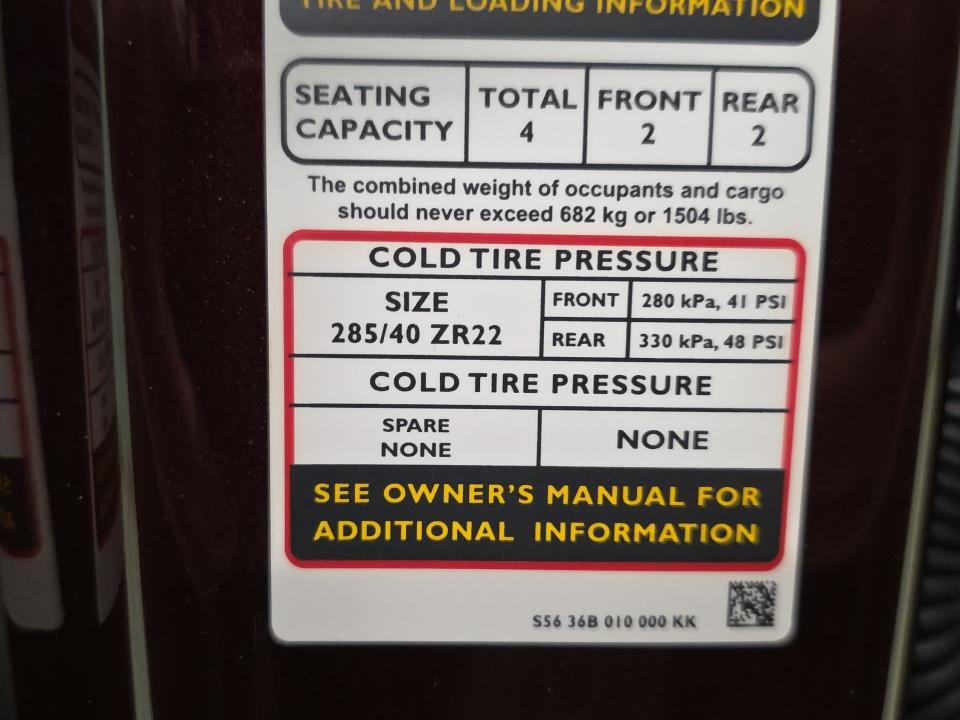 TIRE AND LOADING INFORMATION
SEATING CAPACITY
TOTAL 4
FRONT 2
REAR 2
The combined weight of occupants and cargo
should never exceed 682 kg or 1504 lbs.
COLD TIRE PRESSURE
SIZE
285/40 ZR22
FRONT 280 kPa, 41 PSI
REAR 330 kPa, 48 PSI
COLD TIRE PRESSURE
SPARE
NONE
NONE
SEE OWNER'S MANUAL FOR
ADDITIONAL INFORMATION
S56 36B 010 000 KK